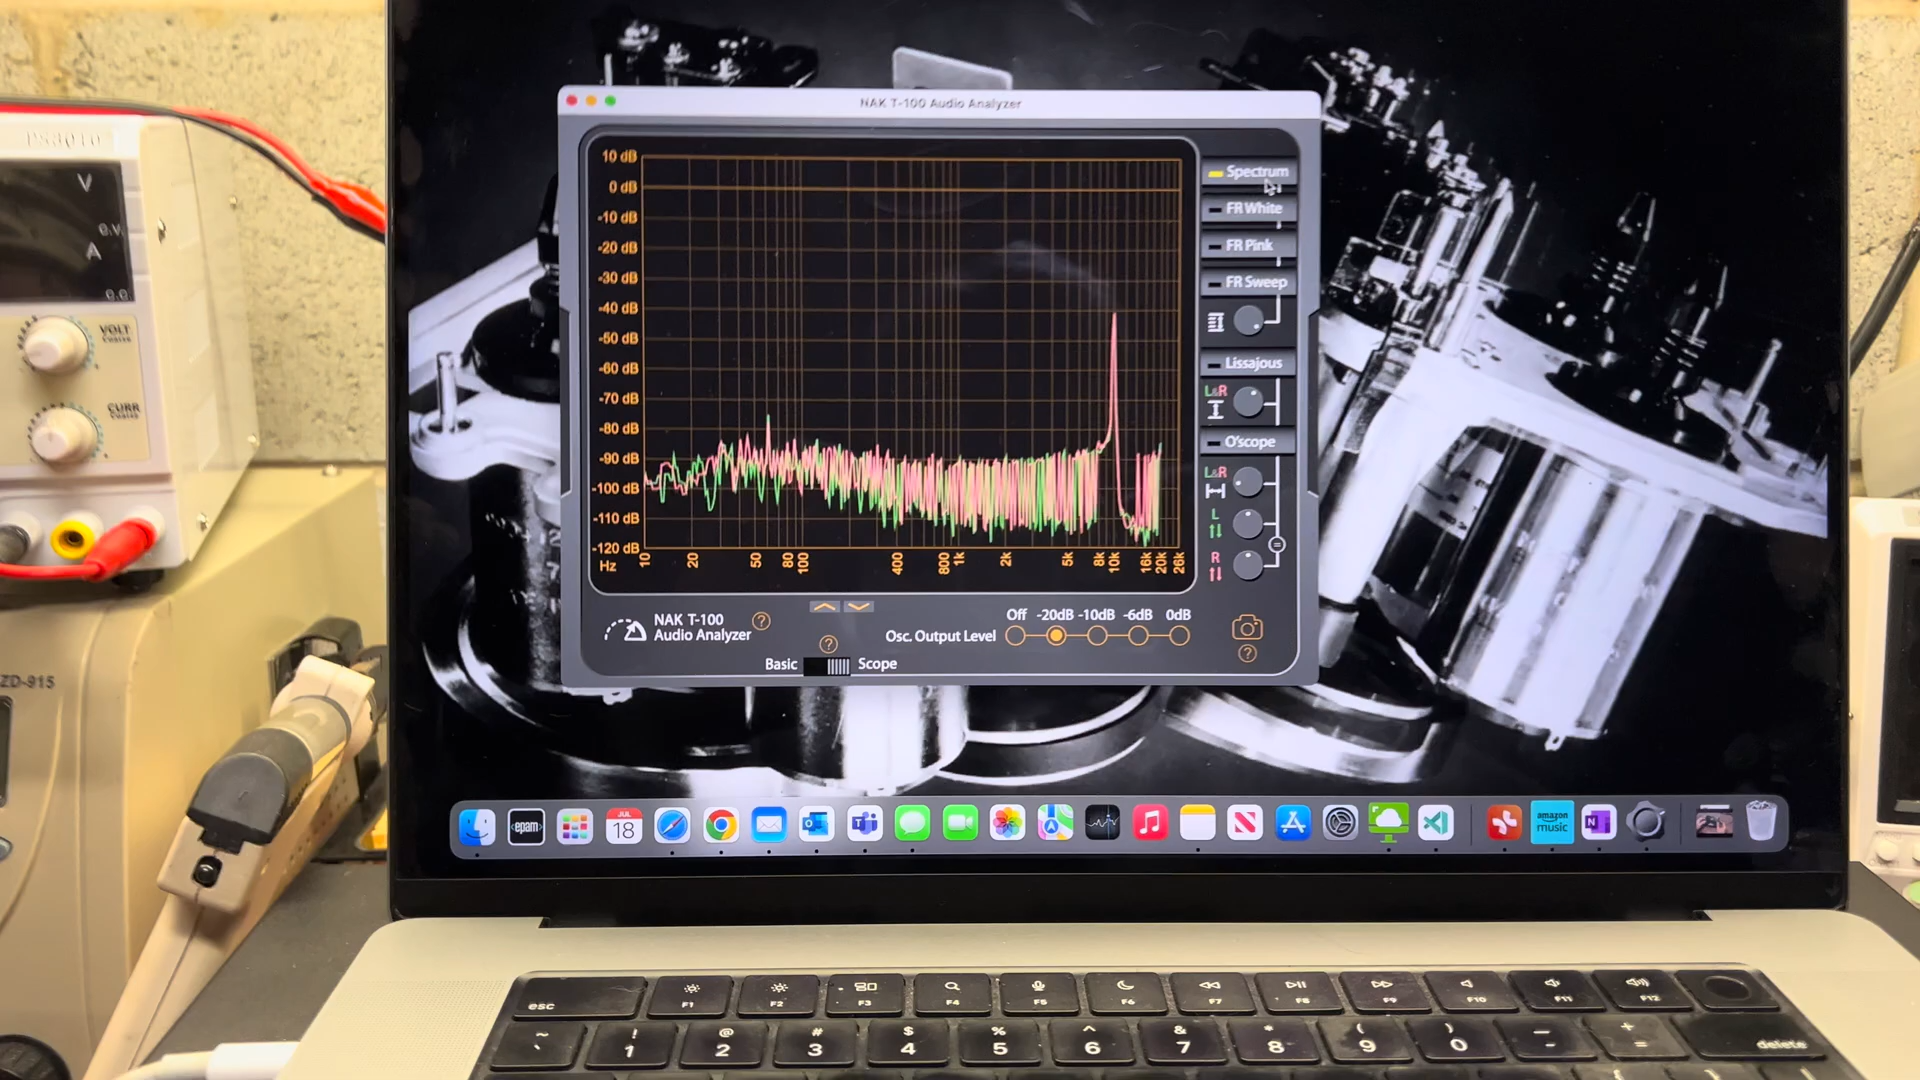 PS3010
V
A
VOLT
Coarse
CURR
Coarse
ZD-915
NAK T-100 Audio Analyzer
10 dB
0 dB
-10 dB
-20 dB
-30 dB
-40 dB
-50 dB
-60 dB
-70 dB
-80 dB
-90 dB
-100 dB
-110 dB
-120 dB
Hz
10 20 50 80 100 400 800 1k 2k 5k 8k 10k 16k 20k 26k
Spectrum
FR White
FR Pink
FR Sweep
Lissajous
L&R
O'scope
L&R
L
R
NAK T-100
Audio Analyzer
?
?
Basic
Scope
Off -20dB -10dB -6dB 0dB
Osc. Output Level
?
<epam>
JUL
18
amazon
music
esc F1 F2 F3 F4 F5 F6 F7 F8 F9 F10 F11 F12
~ ! @ # $ % ^ & * ( ) — +
` 1 2 3 4 5 6 7 8 9 0 - = delete